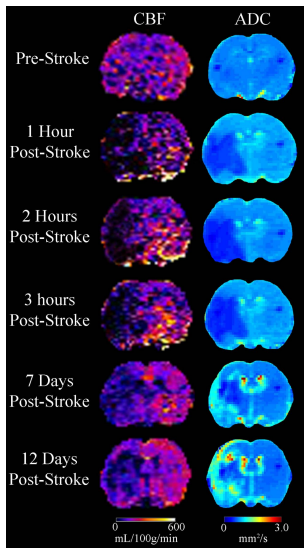 CBF ADC
Pre-Stroke
1 Hour
Post-Stroke
2 Hours
Post-Stroke
3 hours
Post-Stroke
7 Days
Post-Stroke
12 Days
Post-Stroke
0 600 0 3.0
mL/100g/min mm²/s